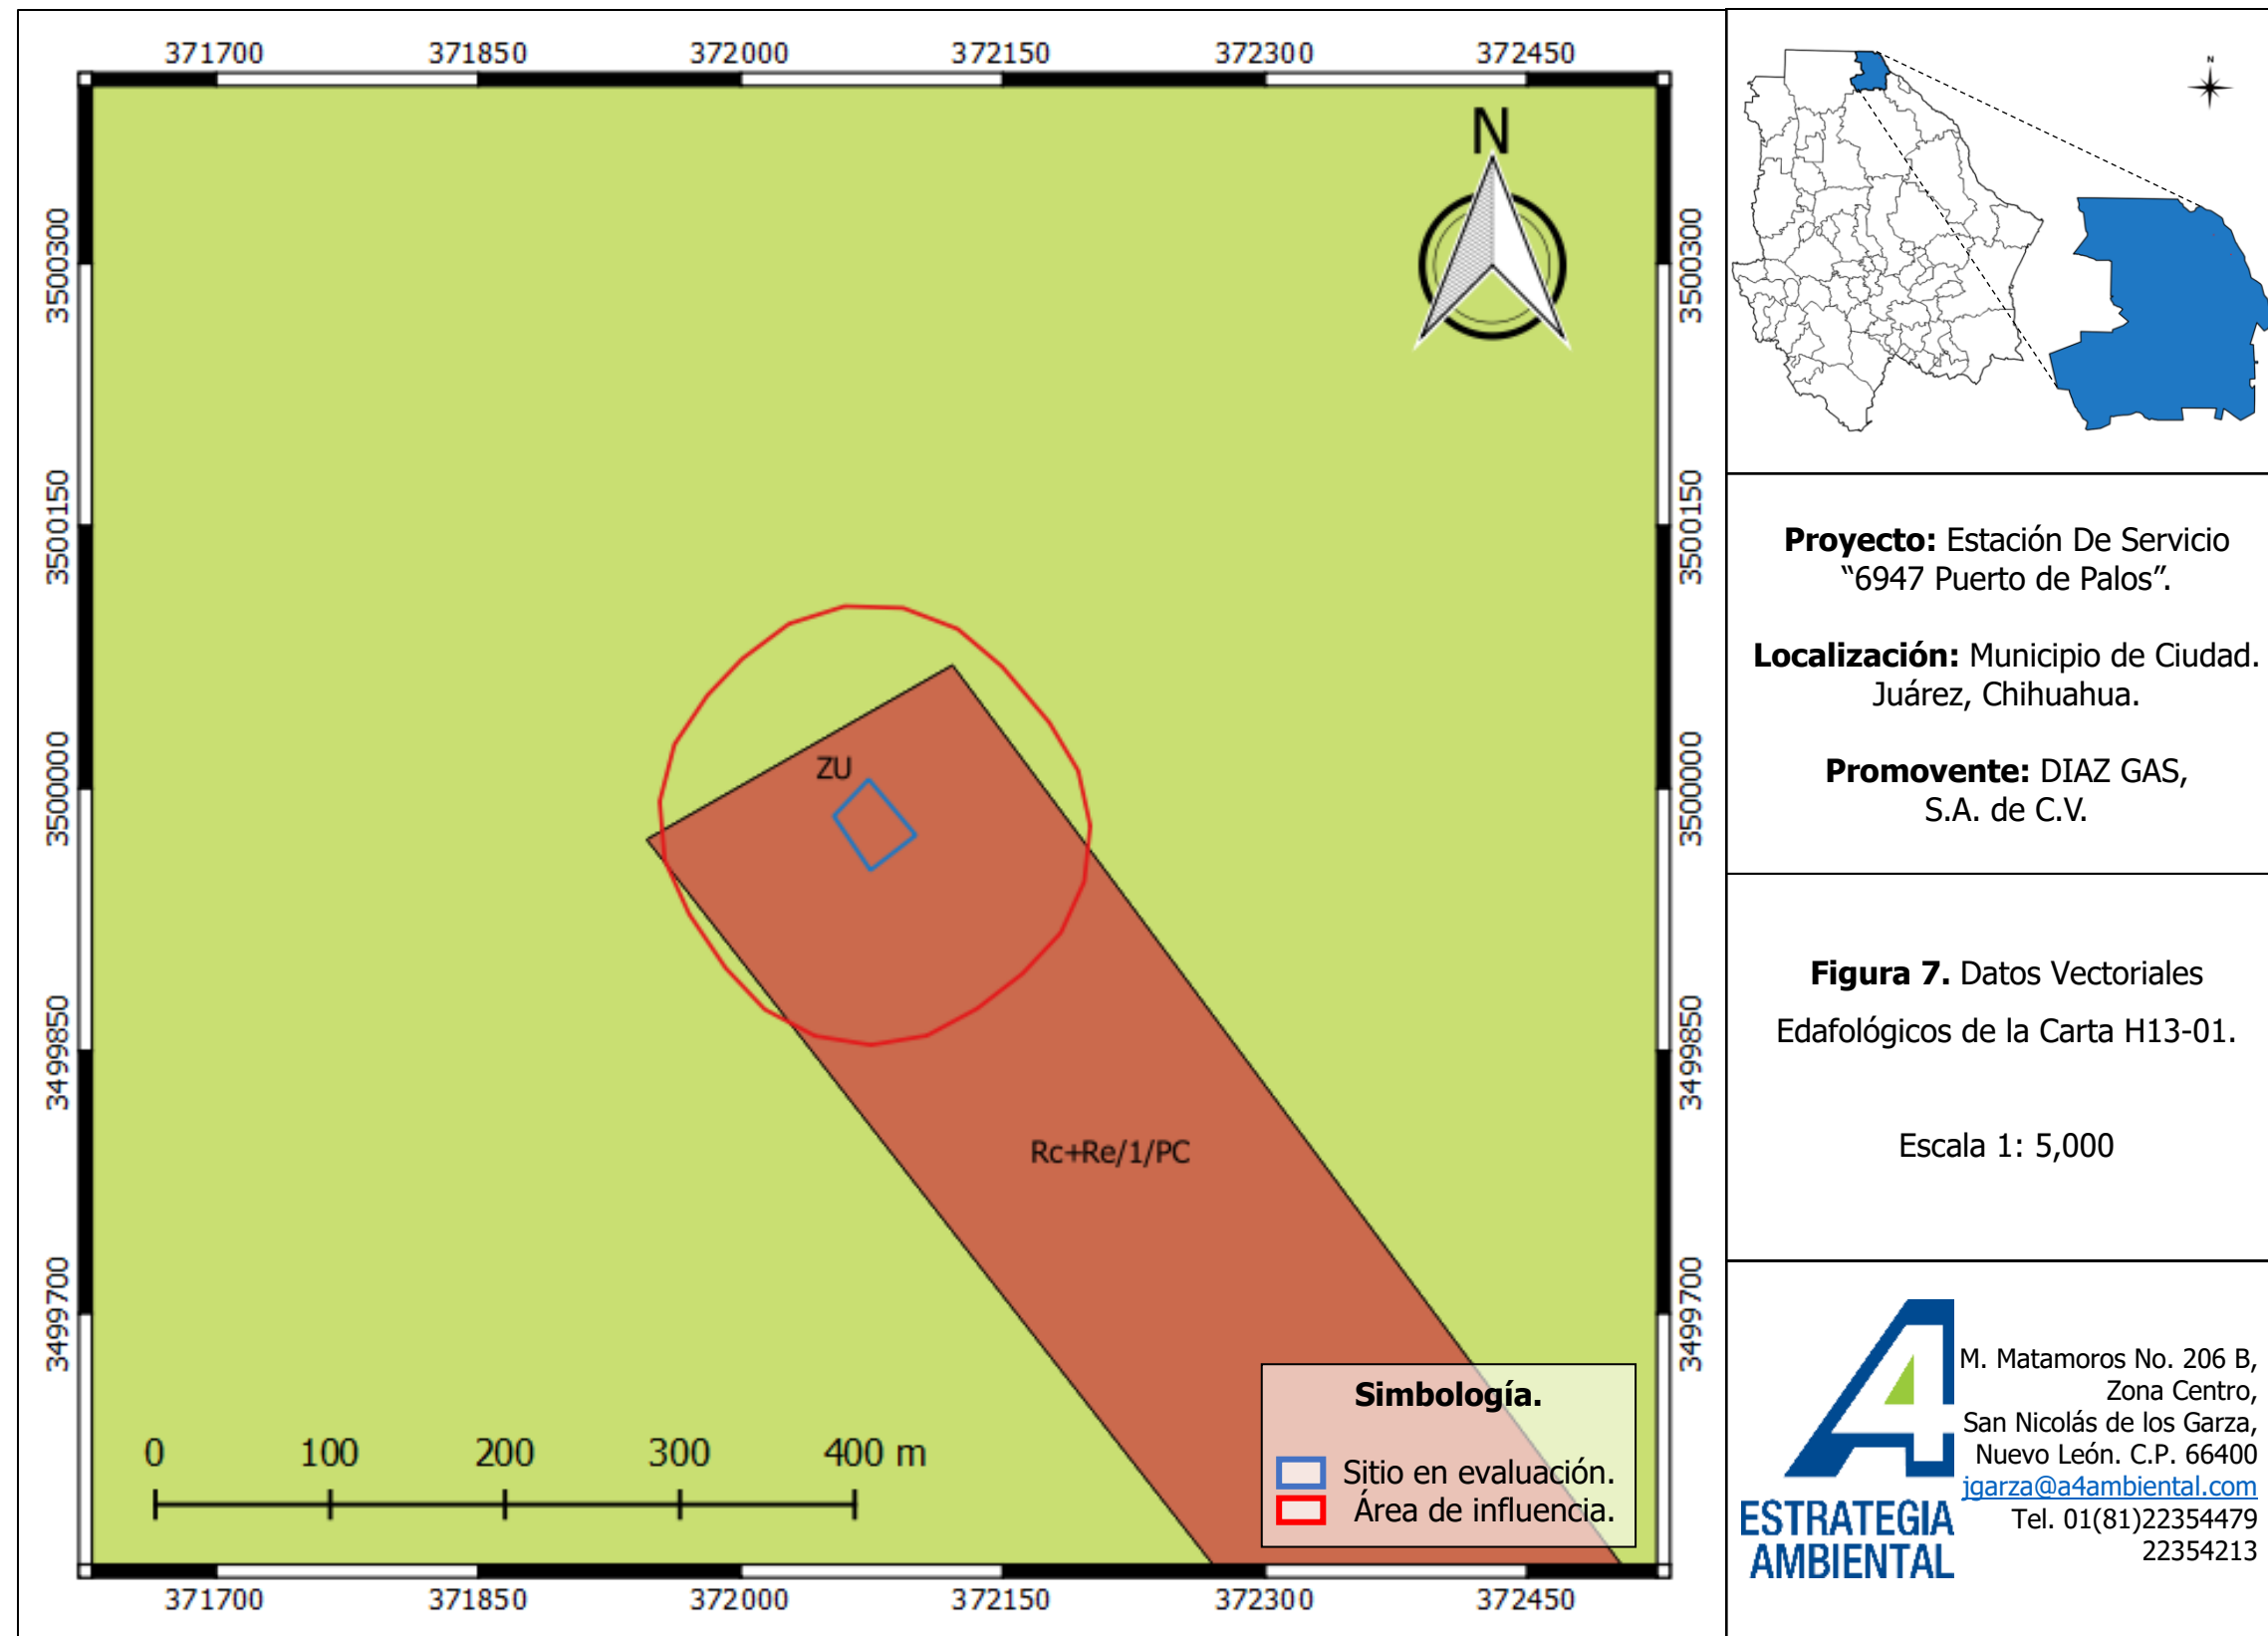 371700 371850 372000 372150 372300 372450
N
3500300
3500150
3500000
3499850
3499700
3500300
3500150
3500000
3499850
3499700
ZU
Rc+Re/1/PC
0 100 200 300 400 m
Simbología.
Sitio en evaluación.
Área de influencia.
371700 371850 372000 372150 372300 372450
N
Proyecto: Estación De Servicio
“6947 Puerto de Palos”.
Localización: Municipio de Ciudad.
Juárez, Chihuahua.
Promovente: DIAZ GAS,
S.A. de C.V.
Figura 7. Datos Vectoriales
Edafológicos de la Carta H13-01.
Escala 1: 5,000
ESTRATEGIA
AMBIENTAL
M. Matamoros No. 206 B,
Zona Centro,
San Nicolás de los Garza,
Nuevo León. C.P. 66400
jgarza@a4ambiental.com
Tel. 01(81)22354479
22354213